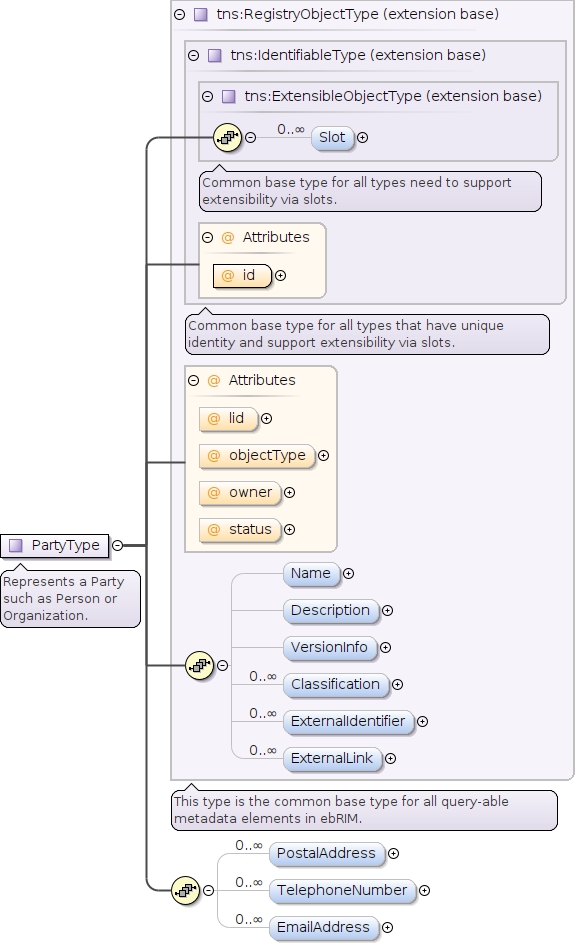 tns:RegistryObjectType (extension base)
tns:IdentifiableType (extension base)
tns:ExtensibleObjectType (extension base)
0..∞
Slot
Common base type for all types need to support
extensibility via slots.
@ Attributes
@ id
Common base type for all types that have unique
identity and support extensibility via slots.
@ Attributes
@ lid
@ objectType
@ owner
@ status
PartyType
Represents a Party
such as Person or
Organization.
Name
Description
VersionInfo
0..∞ Classification
0..∞ ExternalIdentifier
0..∞ ExternalLink
This type is the common base type for all query-able
metadata elements in ebRIM.
0..∞ PostalAddress
0..∞ TelephoneNumber
0..∞ EmailAddress